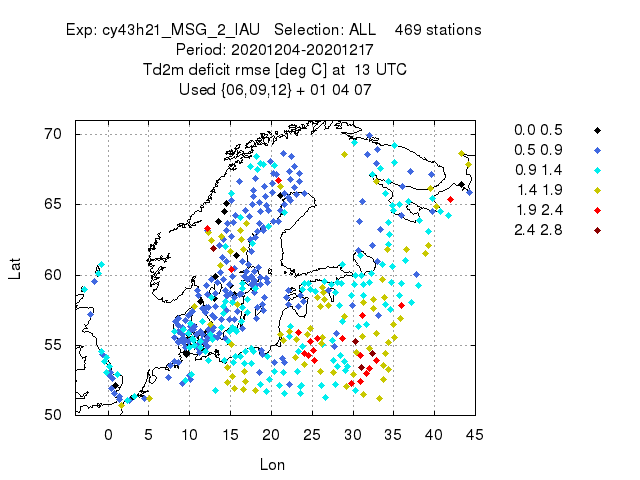 Exp: cy43h21_MSG_2_IAU   Selection: ALL    469 stations
Period: 20201204-20201217
Td2m deficit rmse [deg C] at  13 UTC
Used {06,09,12} + 01 04 07
70
65
60
55
50
Lat
0 5 10 15 20 25 30 35 40 45
Lon
0.0 0.5
0.5 0.9
0.9 1.4
1.4 1.9
1.9 2.4
2.4 2.8